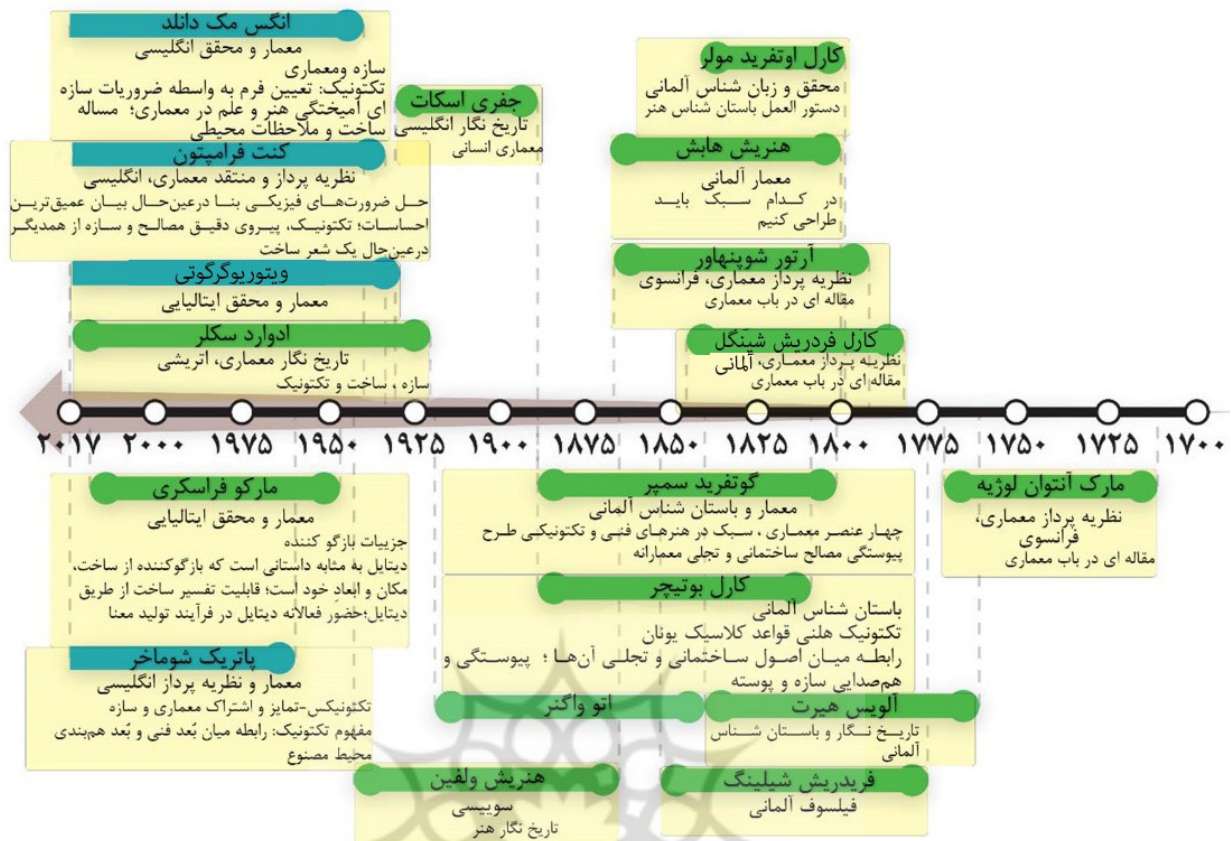 انگس مک دانلد
معمار و محقق انگلیسی
سازه ومعماری
تکتونیک: تعیین فرم به واسطه ضروریات سازه
ای آمیختگی هنر و علم در معماری؛ مساله
ساخت و ملاحظات محیطی
جفری اسکات
تاریخ نگار انگلیسی
معماری انسانی
کارل اوتفرید مولر
محقق و زبان شناس آلمانی
دستور العمل باستان شناس هنر
هنریش هابش
معمار آلمانی
در کدام سبک باید
طراحی کنیم
کنت فرامپتون
نظریه پرداز و منتقد معماری، انگلیسی
حل ضرورت‌های فیزیکی بنا درعین‌حال بیان عمیق‌ترین
احساسات؛ تکتونیک، پیروی دقیق مصالح و سازه از همدیگر
درعین‌حال یک شعر ساخت
آرتور شوپنهاور
نظریه پرداز معماری، فرانسوی
مقاله ای در باب معماری
ویتوریوگرگوتی
معمار و محقق ایتالیایی
ادوارد سکلر
تاریخ نگار معماری، اتریشی
سازه ، ساخت و تکتونیک
کارل فردریش شینگل
نظریه پرداز معماری، آلمانی
مقاله ای در باب معماری
۲۰۱۷ ۲۰۰۰ ۱۹۷۵ ۱۹۵۰ ۱۹۲۵ ۱۹۰۰ ۱۸۷۵ ۱۸۵۰ ۱۸۲۵ ۱۸۰۰ ۱۷۷۵ ۱۷۵۰ ۱۷۲۵ ۱۷۰۰
مارکو فراسکری
معمار و محقق ایتالیایی
جزییات بازگو کننده
دیتایل به مثابه داستانی است که بازگوکننده از ساخت،
مکان و ابعاد خود است؛ قابلیت تفسیر ساخت از طریق
دیتایل؛حضور فعالانه دیتایل در فرآیند تولید معنا
گوتفرید سمپر
معمار و باستان شناس آلمانی
چهار عنصر معماری ، سبک در هنرهای فنی و تکتونیکی طرح
پیوستگی مصالح ساختمانی و تجلی معمارانه
مارک آنتوان لوژیه
نظریه پرداز معماری،
فرانسوی
مقاله ای در باب معماری
کارل بوتیچر
باستان شناس آلمانی
تکتونیک هلنی قواعد کلاسیک یونان
رابطه میان اصول ساختمانی و تجلی آن‌ها ؛ پیوستگی و
هم‌صدایی سازه و پوسته
پاتریک شوماخر
معمار و نظریه پرداز انگلیسی
تکتونیکس-تمایز و اشتراک معماری و سازه
مفهوم تکتونیک: رابطه میان بُعد فنی و بُعد هم‌بندی
محیط مصنوع
اتو واگنر
آلویس هیرت
تاریخ نگار و باستان شناس
آلمانی
هنریش ولفین
سوییسی
تاریخ نگار هنر
فریدریش شیلینگ
فیلسوف آلمانی